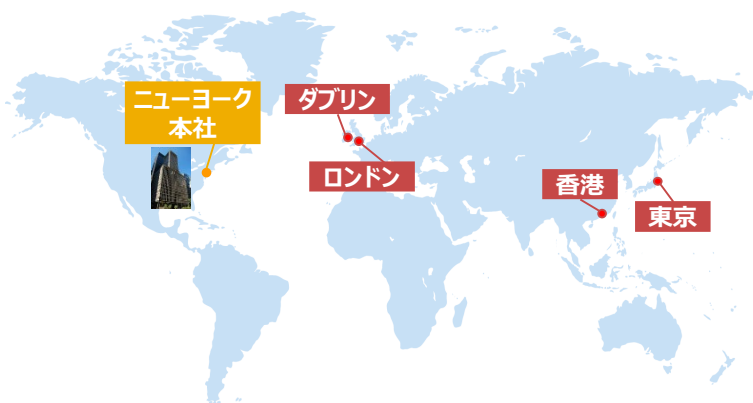 ニューヨーク
本社
ダブリン
ロンドン
香港
東京